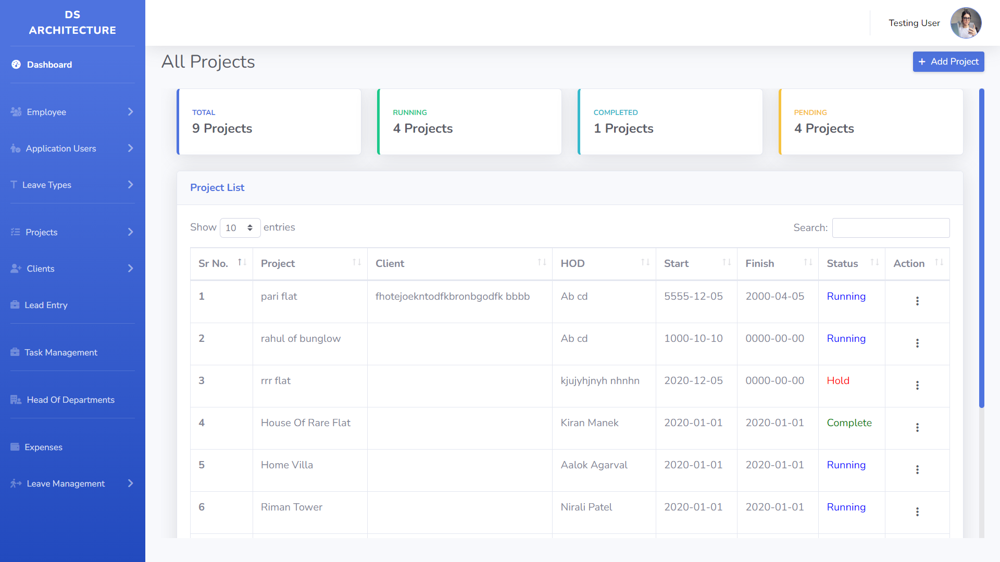 DS
ARCHITECTURE
Dashboard
Employee
Application Users
Leave Types
Projects
Clients
Lead Entry
Task Management
Head Of Departments
Expenses
Leave Management
Testing User
All Projects
+ Add Project
TOTAL
9 Projects
RUNNING
4 Projects
COMPLETED
1 Projects
PENDING
4 Projects
Project List
Show 10 entries
Search:
Sr No. Project Client HOD Start Finish Status Action
1 pari flat fhotejoekntodfkbronbgodfk bbbb Ab cd 5555-12-05 2000-04-05 Running
2 rahul of bunglow Ab cd 1000-10-10 0000-00-00 Running
3 rrr flat kjujyhjnyh nhnhn 2020-12-05 0000-00-00 Hold
4 House Of Rare Flat Kiran Manek 2020-01-01 2020-01-01 Complete
5 Home Villa Aalok Agarval 2020-01-01 2020-01-01 Running
6 Riman Tower Nirali Patel 2020-01-01 2020-01-01 Running